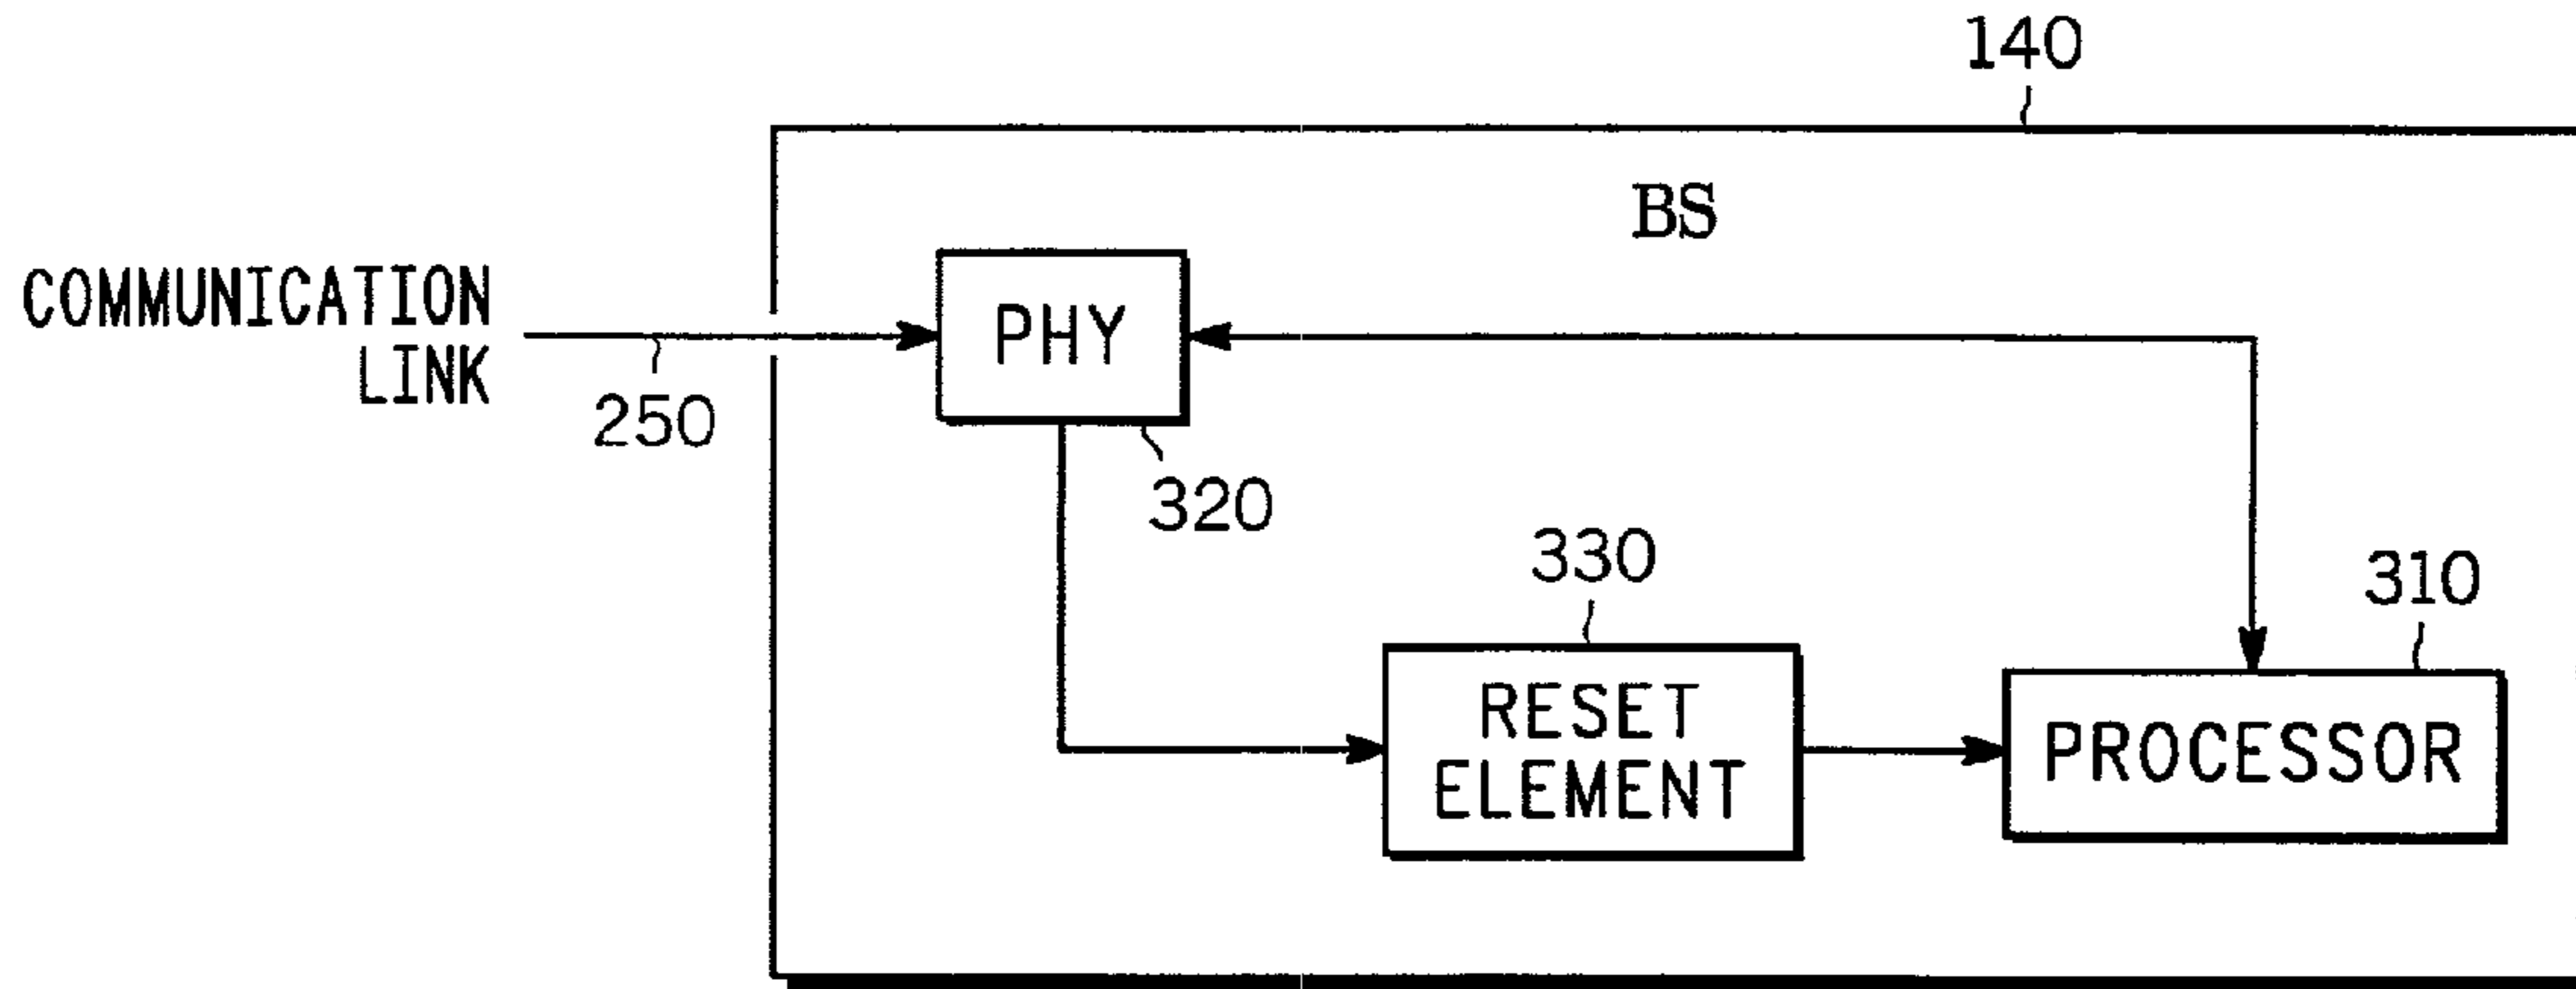 140
BS
COMMUNICATION
LINK
250
PHY
320
330
310
RESET
ELEMENT
PROCESSOR